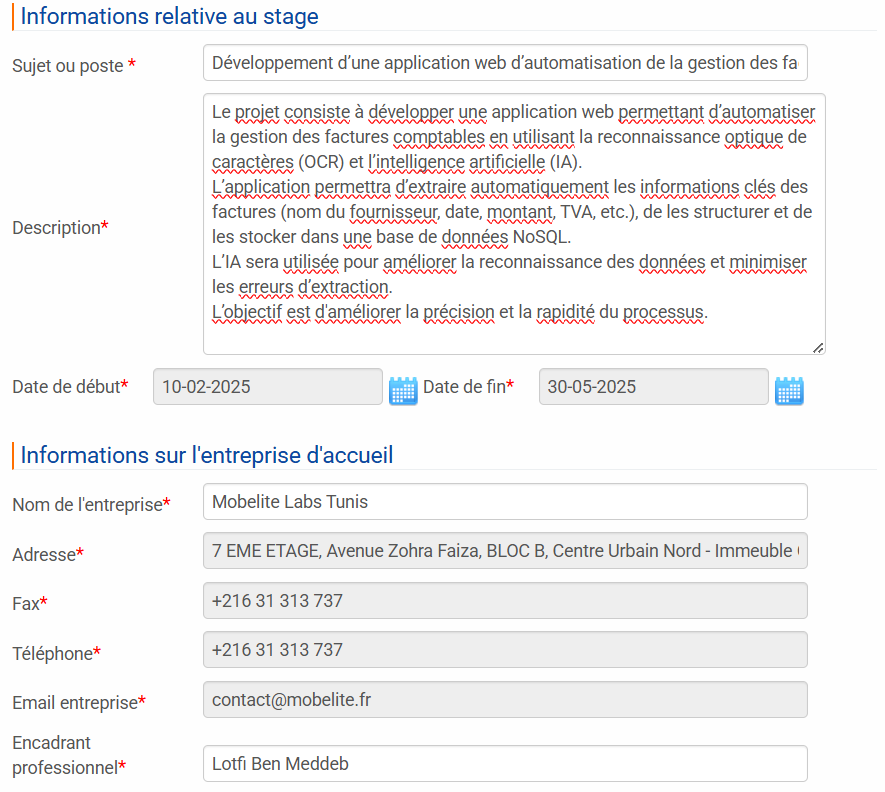 Informations relative au stage
Sujet ou poste *
Développement d’une application web d’automatisation de la gestion des fa
Description*
Le projet consiste à développer une application web permettant d’automatiser
la gestion des factures comptables en utilisant la reconnaissance optique de
caractères (OCR) et l’intelligence artificielle (IA).
L’application permettra d’extraire automatiquement les informations clés des
factures (nom du fournisseur, date, montant, TVA, etc.), de les structurer et de
les stocker dans une base de données NoSQL.
L’IA sera utilisée pour améliorer la reconnaissance des données et minimiser
les erreurs d’extraction.
L’objectif est d'améliorer la précision et la rapidité du processus.
Date de début* 10-02-2025 Date de fin* 30-05-2025
Informations sur l'entreprise d'accueil
Nom de l'entreprise* Mobelite Labs Tunis
Adresse* 7 EME ETAGE, Avenue Zohra Faiza, BLOC B, Centre Urbain Nord - Immeuble
Fax* +216 31 313 737
Téléphone* +216 31 313 737
Email entreprise* contact@mobelite.fr
Encadrant
professionnel* Lotfi Ben Meddeb